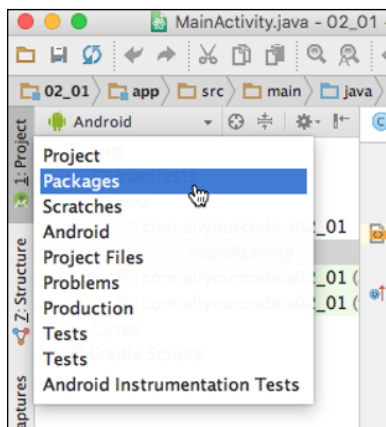 MainActivity.java - 02_01 -
02_01 app src main java
1: Project
Android
Project
Packages
Scratches
Android
Project Files
Problems
Production
Tests
Tests
Android Instrumentation Tests
com.allyourcode.a02_01
MainActivity
com.allyourcode.a02_01 (
com.allyourcode.a02_01 (
res
Gradle Scripts
Z: Structure
aptures